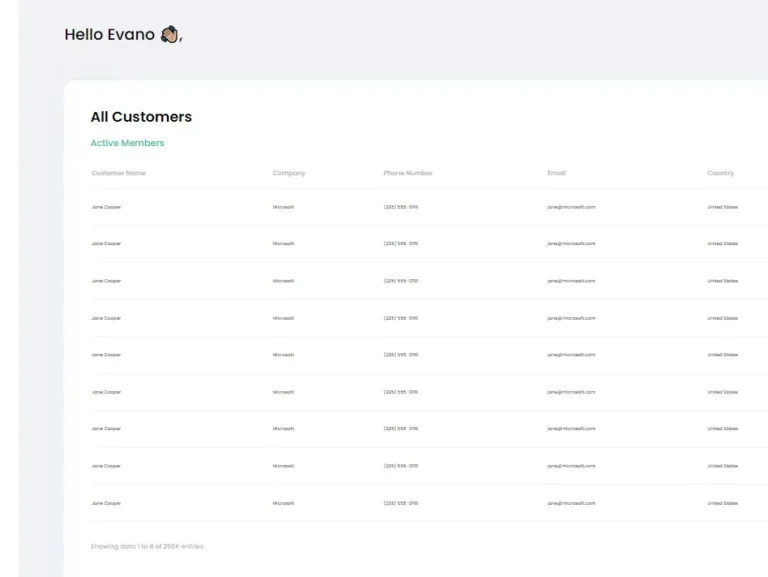 Hello Evano 👋🏽,
All Customers
Active Members
Customer Name Company Phone Number Email Country
Jane Cooper Microsoft (225) 555-0118 jane@microsoft.com United States
Jane Cooper Microsoft (225) 555-0118 jane@microsoft.com United States
Jane Cooper Microsoft (225) 555-0118 jane@microsoft.com United States
Jane Cooper Microsoft (225) 555-0118 jane@microsoft.com United States
Jane Cooper Microsoft (225) 555-0118 jane@microsoft.com United States
Jane Cooper Microsoft (225) 555-0118 jane@microsoft.com United States
Jane Cooper Microsoft (225) 555-0118 jane@microsoft.com United States
Jane Cooper Microsoft (225) 555-0118 jane@microsoft.com United States
Jane Cooper Microsoft (225) 555-0118 jane@microsoft.com United States
Showing data 1 to 8 of 256K entries